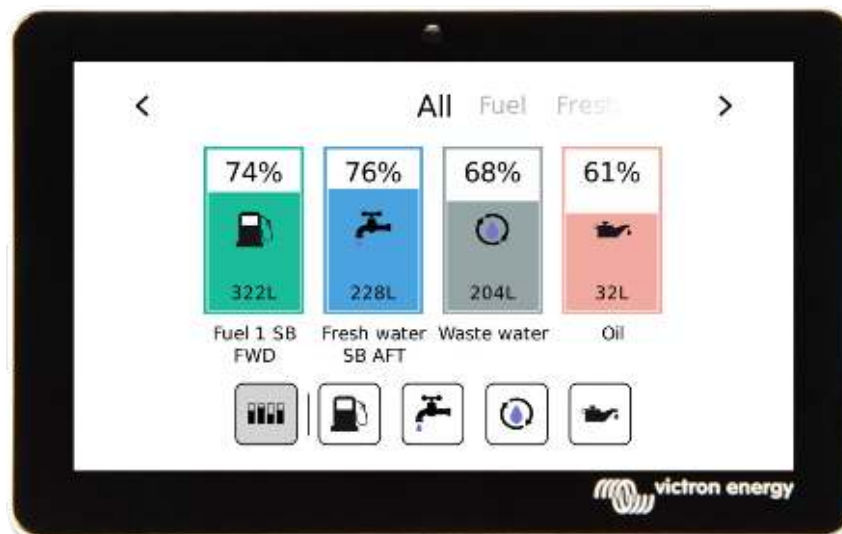 All Fuel Fresh
74% 76% 68% 61%
322L 228L 204L 32L
Fuel 1 SB Fresh water Waste water Oil
FWD SB AFT
victron energy